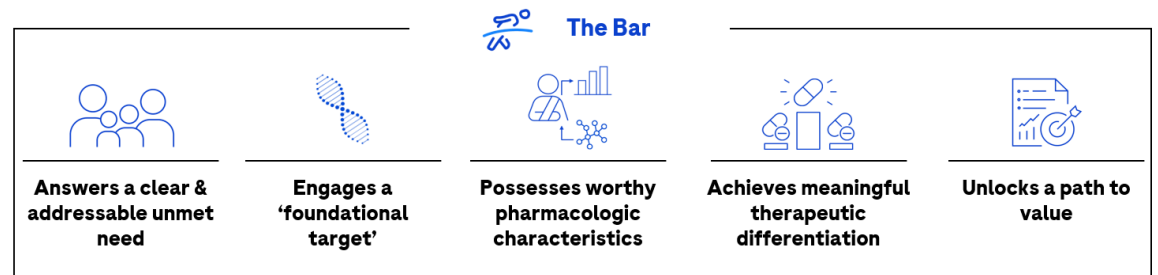 The Bar
Answers a clear &
addressable unmet
need
Engages a
‘foundational
target’
Possesses worthy
pharmacologic
characteristics
Achieves meaningful
therapeutic
differentiation
Unlocks a path to
value